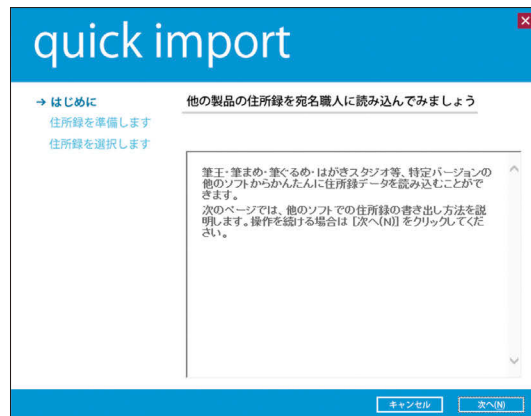 quick import
→ はじめに
住所録を準備します
住所録を選択します
他の製品の住所録を宛名職人に読み込んでみましょう
筆王・筆まめ・筆ぐるめ・はがきスタジオ等、特定バージョンの
他のソフトからかんたんに住所録データを読み込むことがで
きます。
次のページでは、他のソフトでの住所録の書き出し方法を説
明します。操作を続ける場合は [次へ(N)] をクリックしてくだ
さい。
キャンセル
次へ(N)